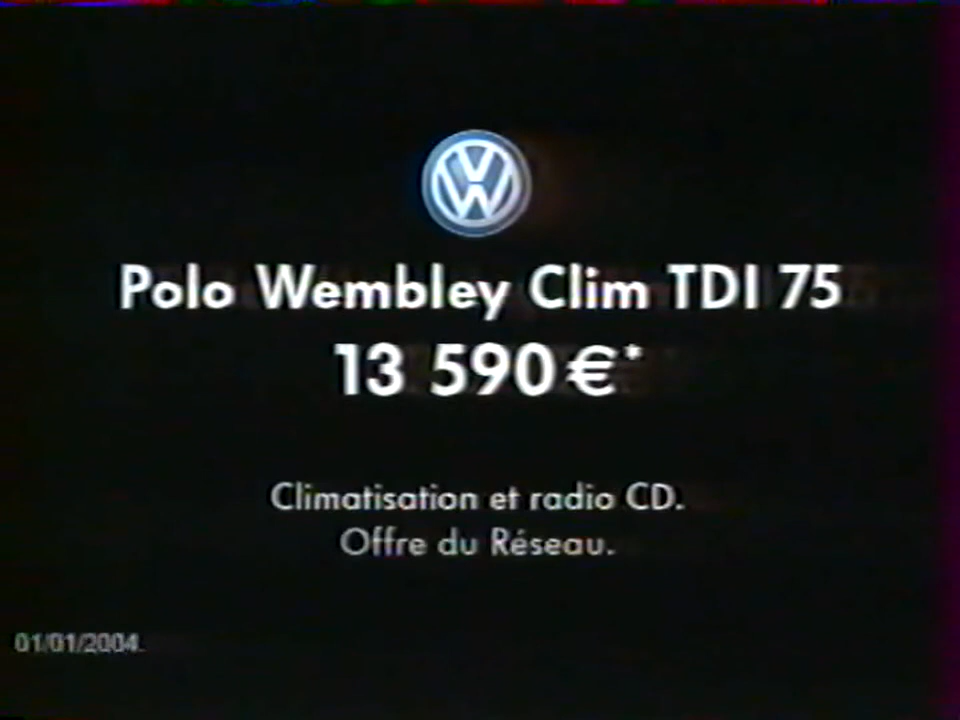 Polo Wembley Clim TDI 75
13 590 €*
Climatisation et radio CD.
Offre du Réseau.
01/01/2004.